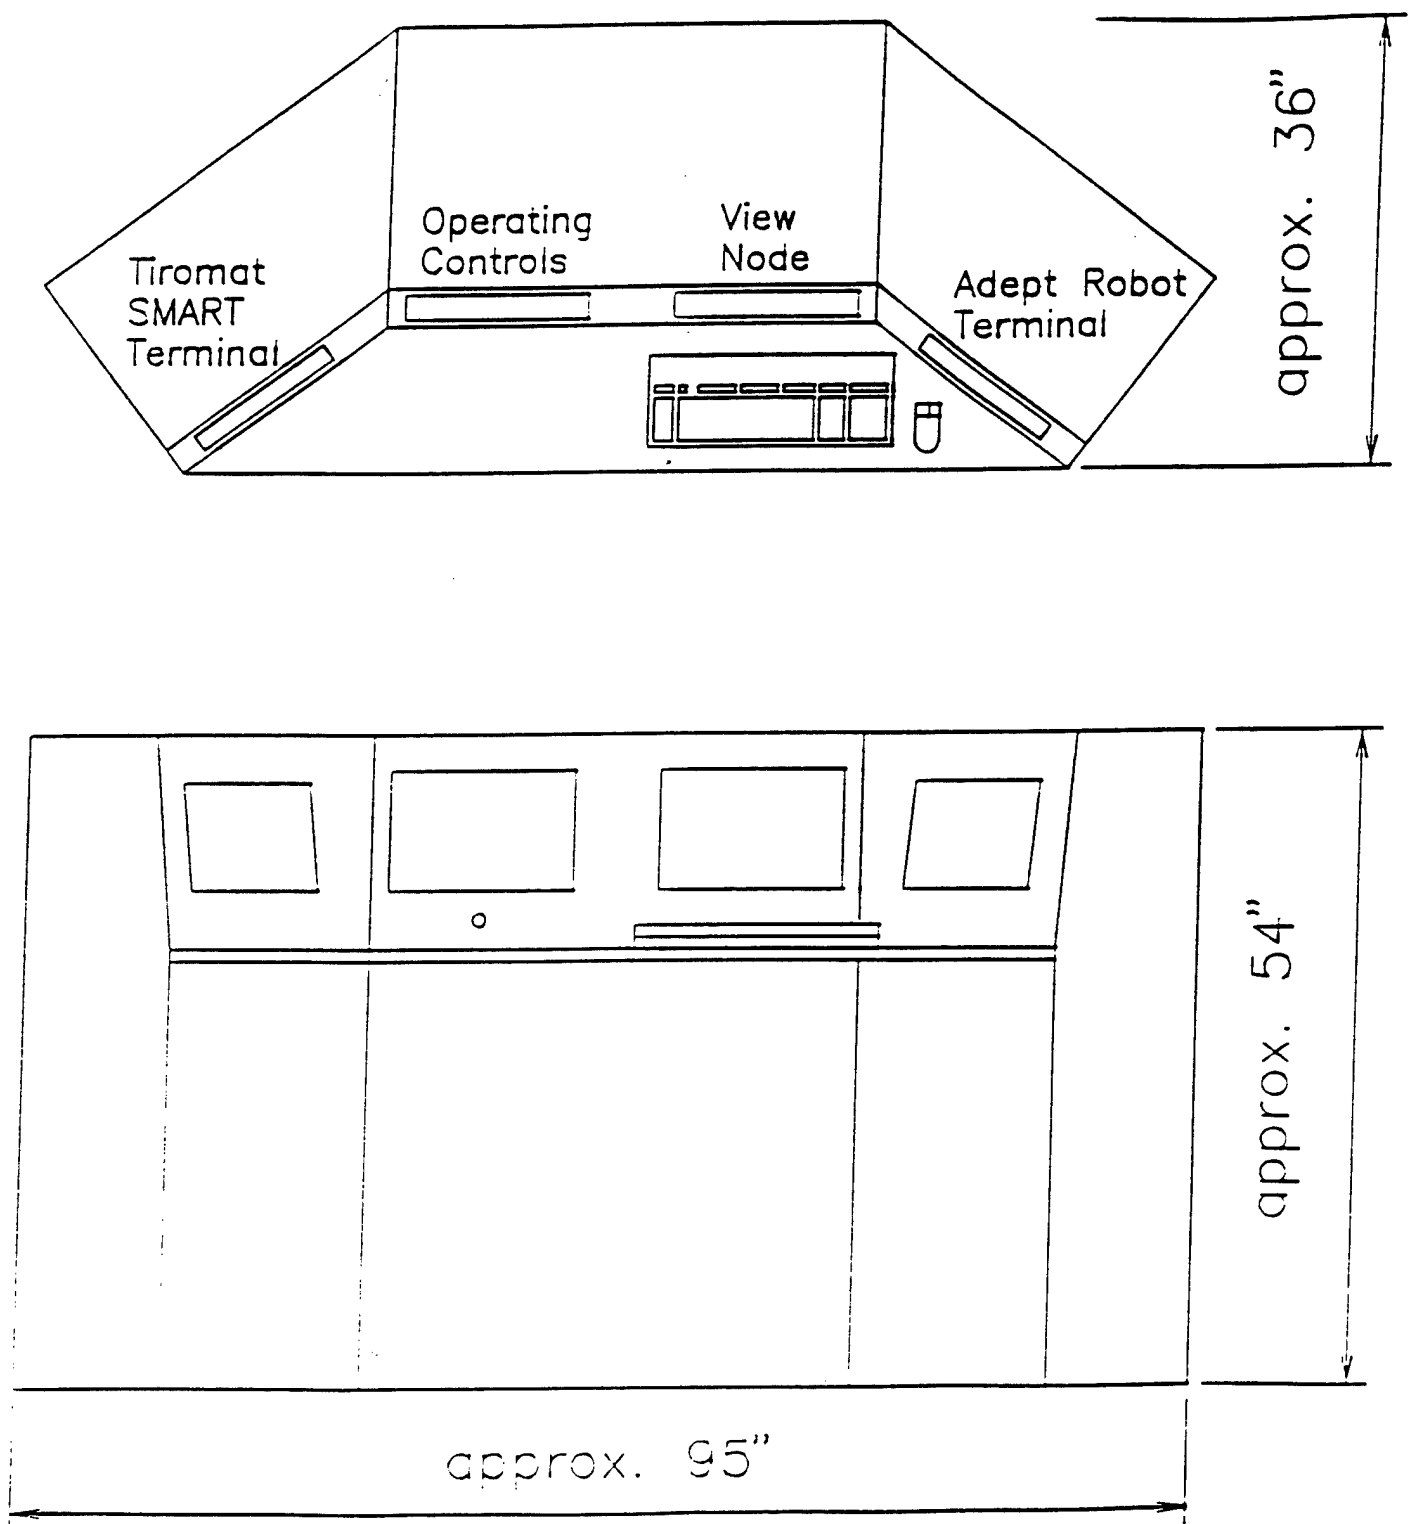 approx. 36"
Operating
Controls
View
Node
Tiromat
SMART
Terminal
Adept Robot
Terminal
approx. 54"
approx. 95"